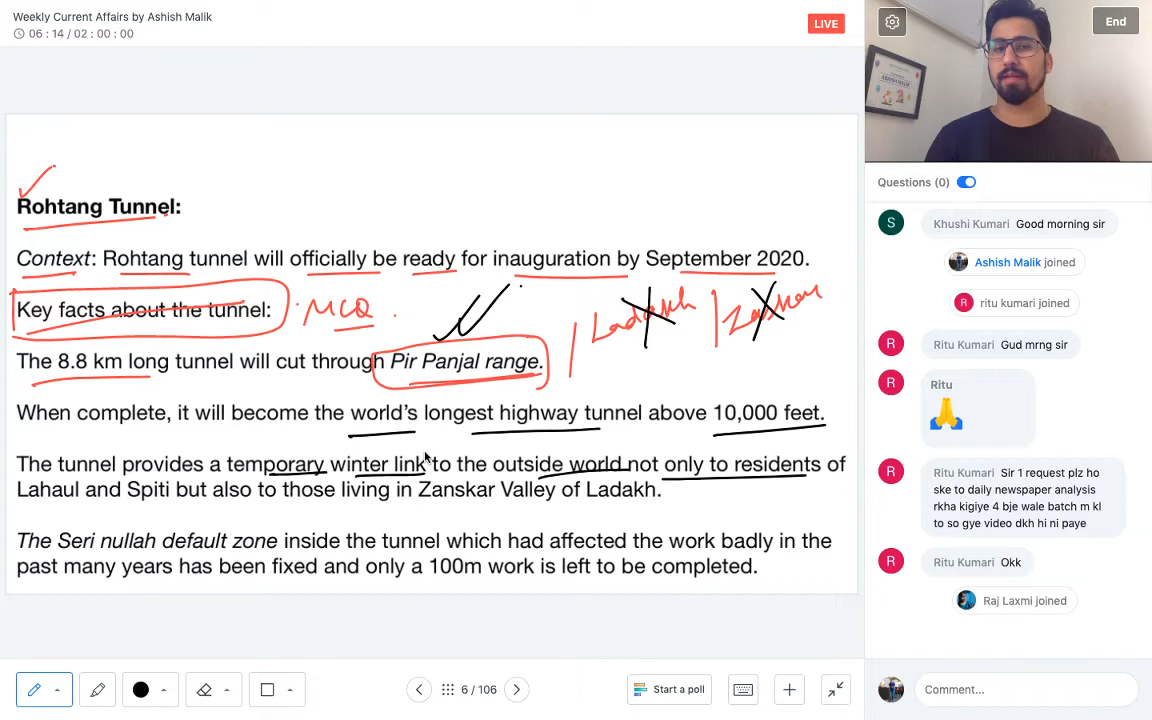 Weekly Current Affairs by Ashish Malik
06 : 14 / 02 : 00 : 00
LIVE
End
Rohtang Tunnel:
Context: Rohtang tunnel will officially be ready for inauguration by September 2020.
Key facts about the tunnel:
MCQ
Ladakh
Zaskar
The 8.8 km long tunnel will cut through Pir Panjal range.
When complete, it will become the world's longest highway tunnel above 10,000 feet.
The tunnel provides a temporary winter link to the outside world not only to residents of
Lahaul and Spiti but also to those living in Zanskar Valley of Ladakh.
The Seri nullah default zone inside the tunnel which had affected the work badly in the
past many years has been fixed and only a 100m work is left to be completed.
6 / 106
Start a poll
Questions (0)
S
Khushi Kumari Good morning sir
Ashish Malik joined
R
ritu kumari joined
R
Ritu Kumari Gud mrng sir
R
Ritu
R
Ritu Kumari Sir 1 request plz ho
ske to daily newspaper analysis
rkha kigiye 4 bje wale batch m kl
to so gye video dkh hi ni paye
R
Ritu Kumari Okk
Raj Laxmi joined
Comment...